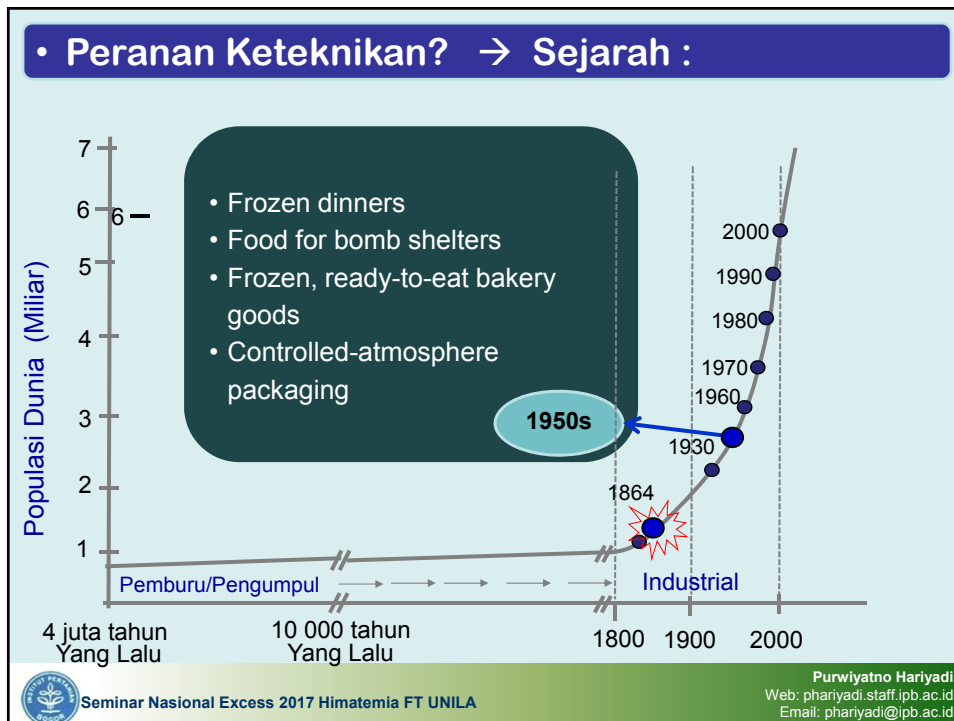 • Peranan Keteknikan? → Sejarah :
Populasi Dunia (Miliar)
7
6
6
5
4
3
2
1
• Frozen dinners
• Food for bomb shelters
• Frozen, ready-to-eat bakery
goods
• Controlled-atmosphere
packaging
1950s
2000
1990
1980
1970
1960
1930
1864
Pemburu/Pengumpul
Industrial
4 juta tahun
Yang Lalu
10 000 tahun
Yang Lalu
1800
1900
2000
INSTITUT PERTANIAN
BOGOR
Seminar Nasional Excess 2017 Himatemia FT UNILA
Purwiyatno Hariyadi
Web: phariyadi.staff.ipb.ac.id
Email: phariyadi@ipb.ac.id